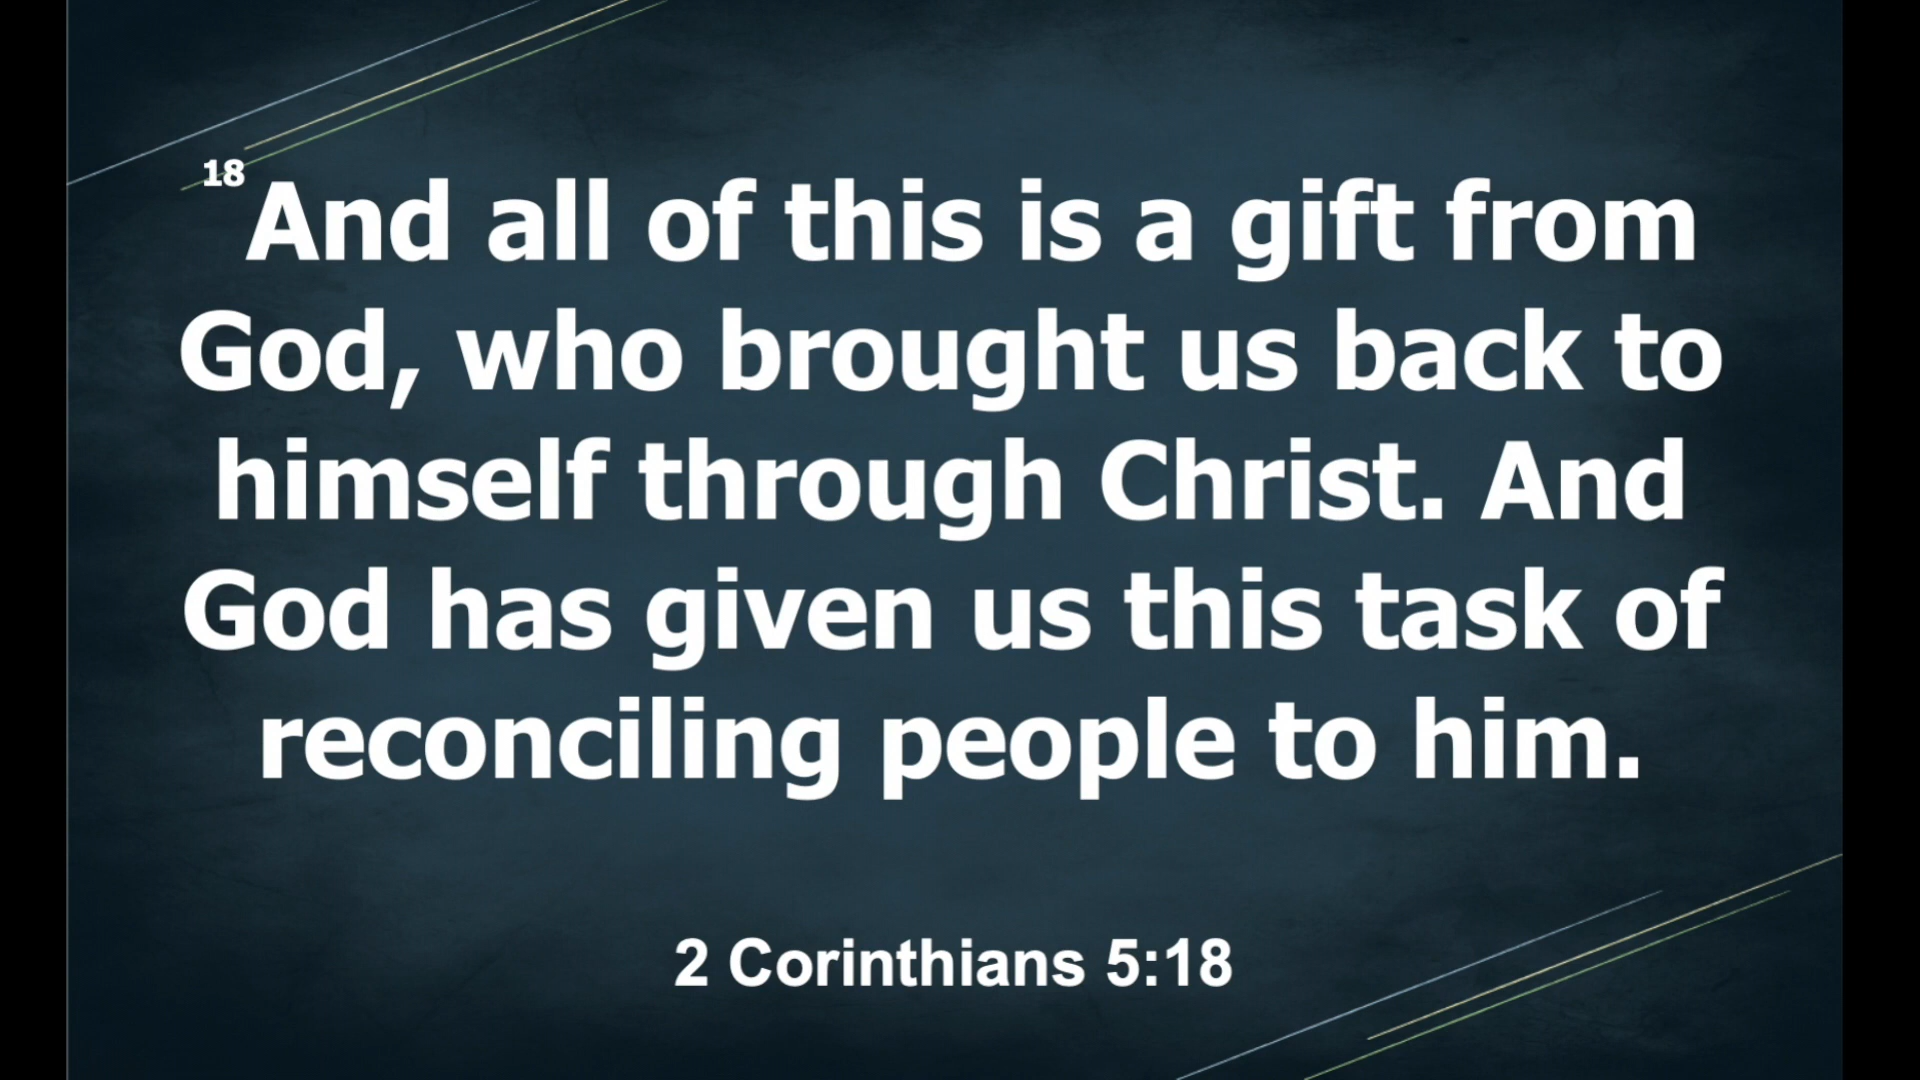 18 And all of this is a gift from
God, who brought us back to
himself through Christ. And
God has given us this task of
reconciling people to him.
2 Corinthians 5:18